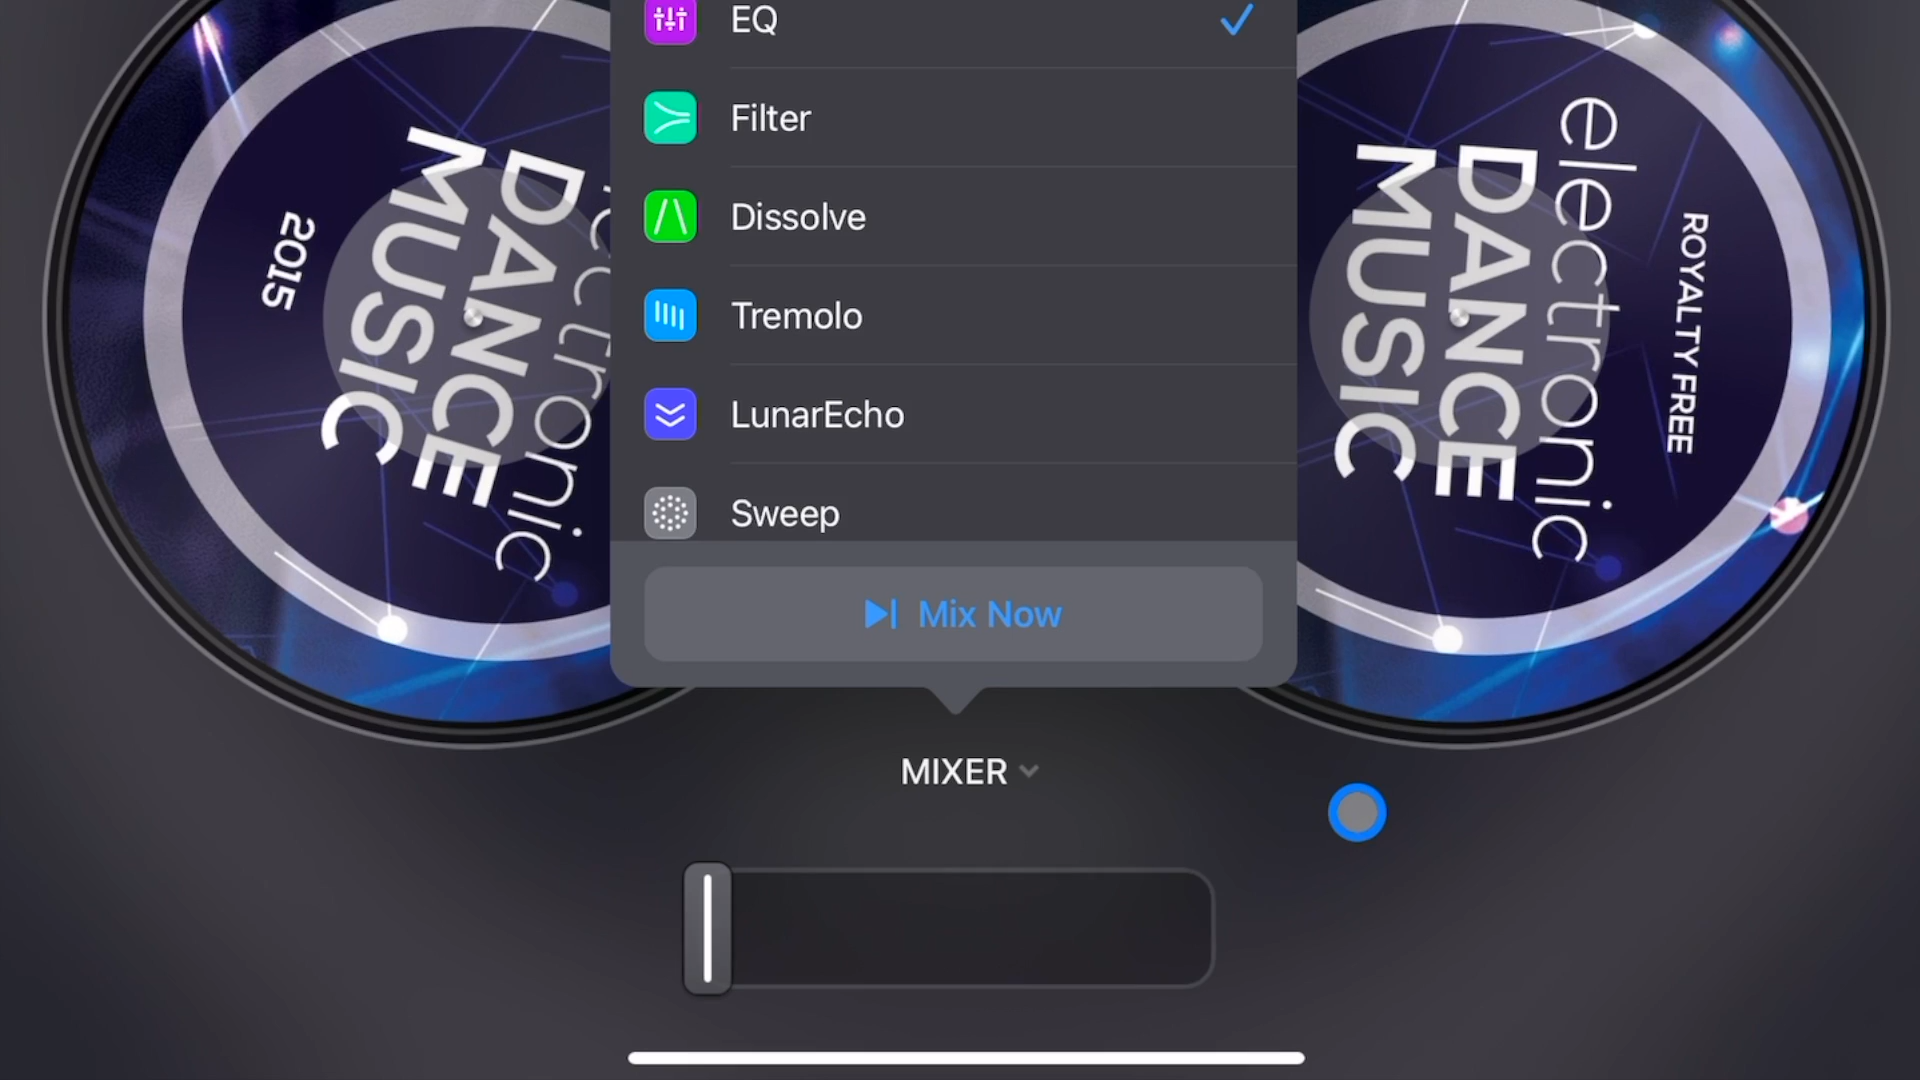 EQ
Filter
Dissolve
Tremolo
LunarEcho
Sweep
Mix Now
MIXER
2015
MUSIC
DANCE
electronic
MUSIC
DANCE
electronic
ROYALTY FREE